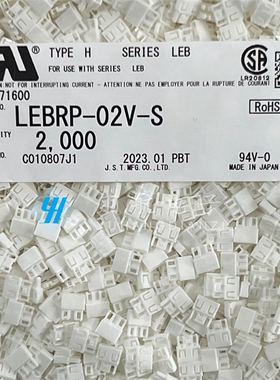 TYPE H SERIES LEB
FOR USE WITH SERIES LEB
LR20812
NOT FOR INTERRUPTING CURRENT - ATTENTION NE PAS EMPLOYER POUR LA RUPTURE DE COURANT
71600
RoHS
LEBRP-02V-S
2,000
C010807J1 2023.01 PBT 94V-0
J.S.T.MFG.CO.,LTD. MADE IN JAPAN